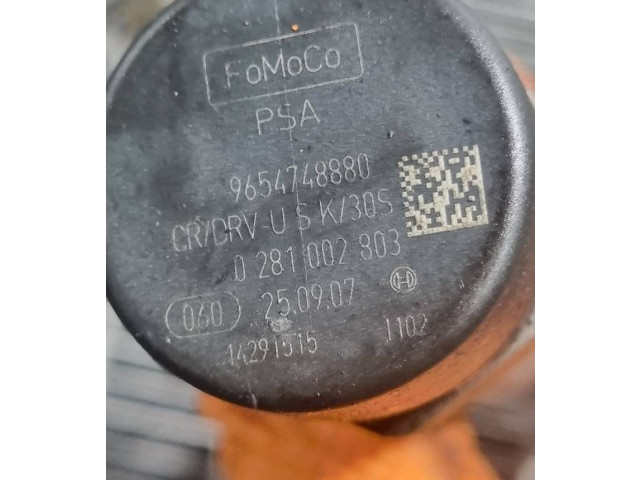 FoMoCo
PSA
9654748880
CR/DRV-U S K/30S
0 281 002 803
060 25.09.07
14291515 1102